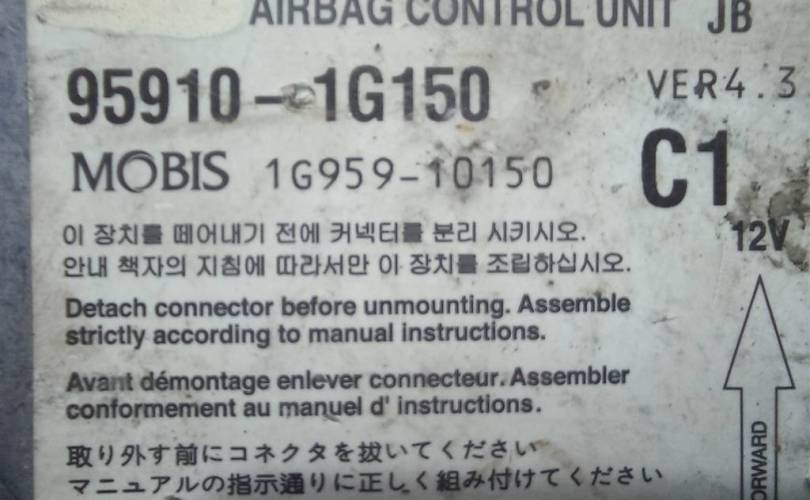 AIRBAG CONTROL UNIT JB
95910-1G150 VER4.3
MOBIS 1G959-10150 C1
이 장치를 떼어내기 전에 커넥터를 분리 시키시오.
12V
안내 책자의 지침에 따라서만 이 장치를 조립하십시오.
Detach connector before unmounting. Assemble
strictly according to manual instructions.
Avant démontage enlever connecteur. Assembler
conformement au manuel d' instructions.
ORWARD
取り外す前にコネクタを抜いてください
マニュアルの指示通りに正しく組み付けてください